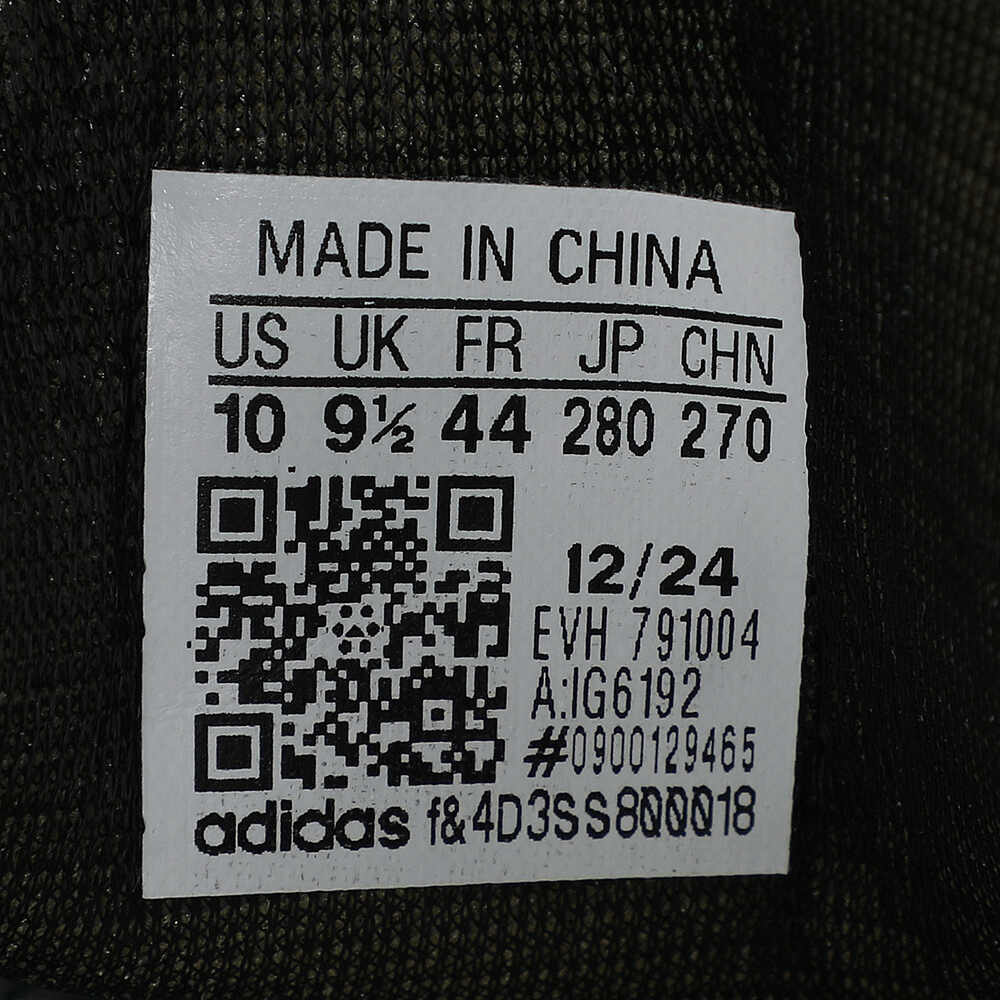 MADE IN CHINA
US UK FR JP CHN
10 9½ 44 280 270
12/24
EVH 791004
A:IG6192
#0900129465
adidas f&4D3SS8000018